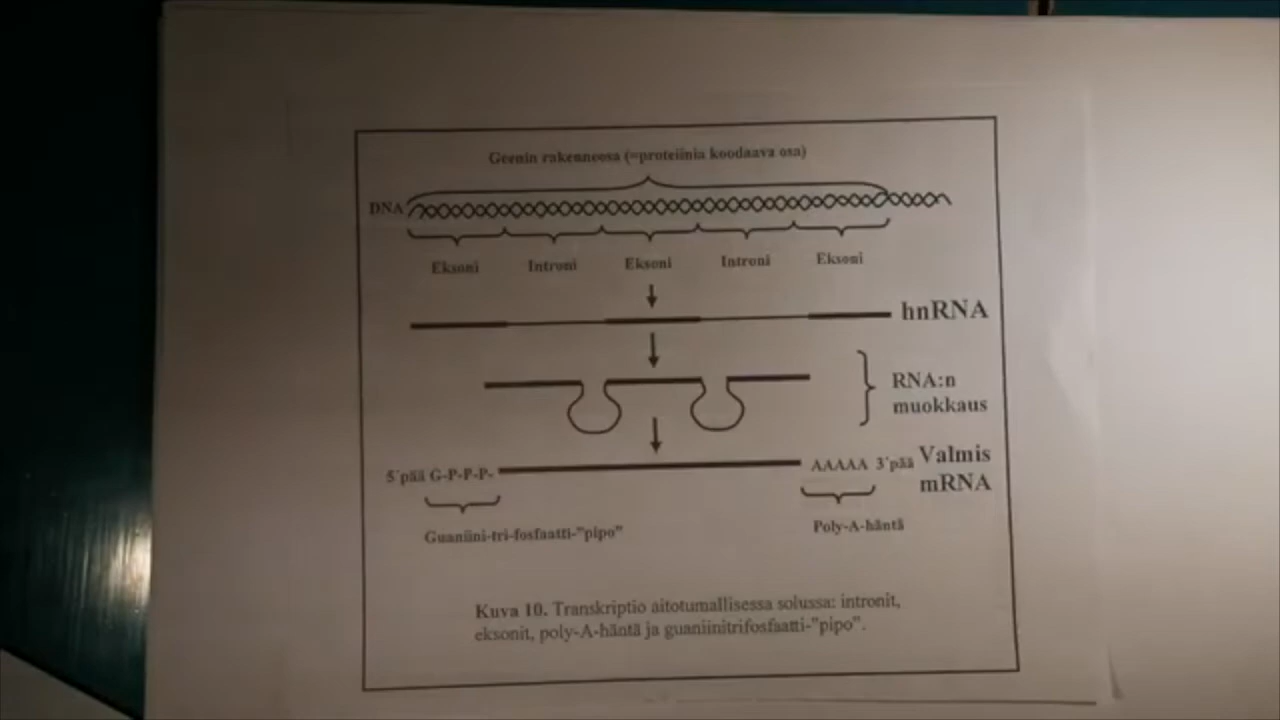 Geenin rakenneosa (=proteiinia koodaava osa)
DNA
Eksoni Introni Eksoni Introni Eksoni
hnRNA
RNA:n
muokkaus
5´pää G-P-P-P- AAAAA 3´pää Valmis
mRNA
Guaniini-tri-fosfaatti-"pipo" Poly-A-häntä
Kuva 10. Transkriptio aitotumallisessa solussa: intronit,
eksonit, poly-A-häntä ja guaniinitrifosfaatti-"pipo".